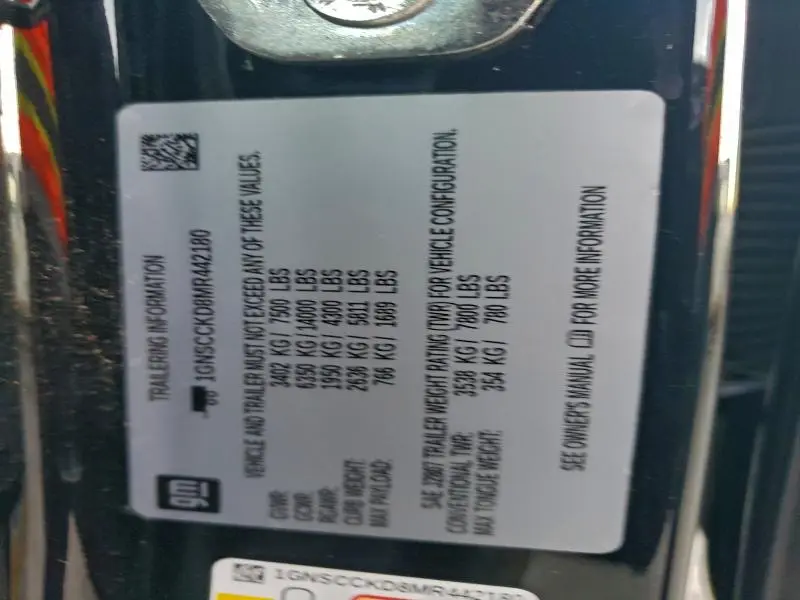 gm
TRAILERING INFORMATION
1GNSCCKD8MR442180
VEHICLE AND TRAILER MUST NOT EXCEED ANY OF THESE VALUES.
GVWR: 3402 KG/ 7500 LBS
GCWR: 6350 KG/ 14000 LBS
RGAWR: 1950 KG/ 4300 LBS
CURB WEIGHT: 2636 KG/ 5811 LBS
MAX PAYLOAD: 766 KG/ 1689 LBS
SAE J2807 TRAILER WEIGHT RATING (TWR) FOR VEHICLE CONFIGURATION.
CONVENTIONAL TWR: 3538 KG/ 7800 LBS
MAX TONGUE WEIGHT: 354 KG/ 780 LBS
SEE OWNER'S MANUAL FOR MORE INFORMATION
1GNSCCKD8MR442180